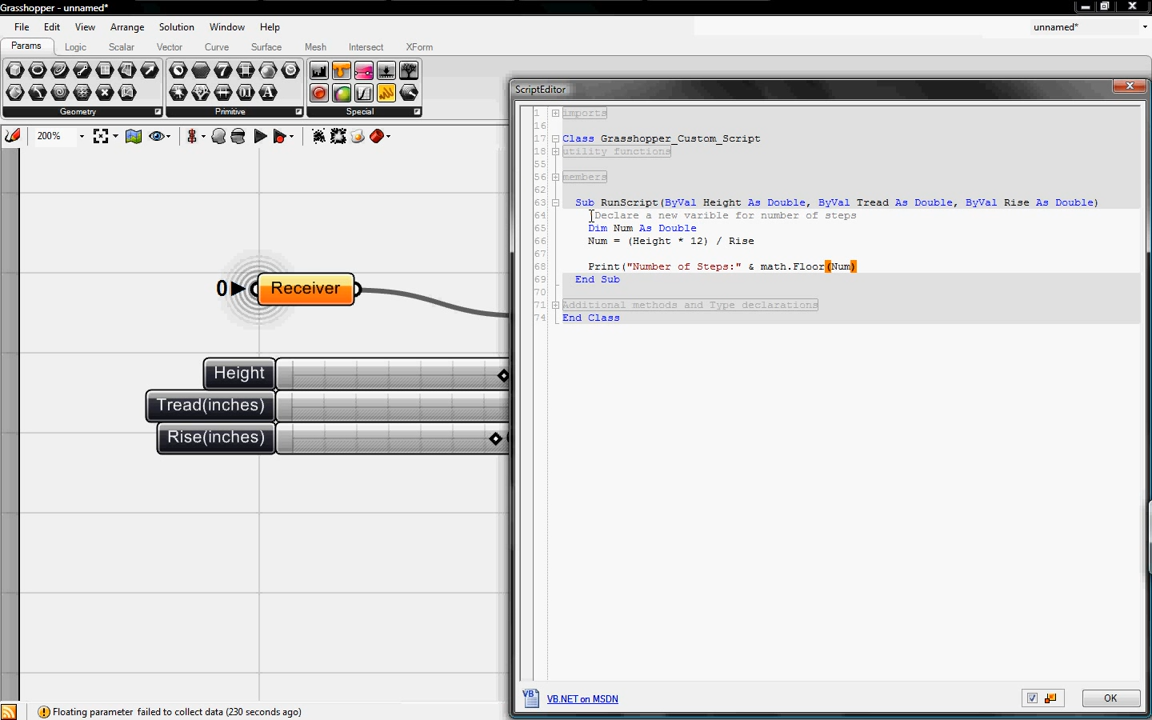 Grasshopper - unnamed*
File Edit View Arrange Solution Window Help
unnamed*
Params Logic Scalar Vector Curve Surface Mesh Intersect XForm
Geometry Primitive Special
200%
0
Receiver
Height
Tread(inches)
Rise(inches)
ScriptEditor
1 imports
16
17 Class Grasshopper_Custom_Script
18 utility functions
55
56 members
62
63 Sub RunScript(ByVal Height As Double, ByVal Tread As Double, ByVal Rise As Double)
64 'Declare a new varible for number of steps
65 Dim Num As Double
66 Num = (Height * 12) / Rise
67
68 Print("Number of Steps:" & math.Floor(Num)
69 End Sub
70
71 Additional methods and Type declarations
74 End Class
VB.NET on MSDN
OK
Floating parameter failed to collect data (230 seconds ago)